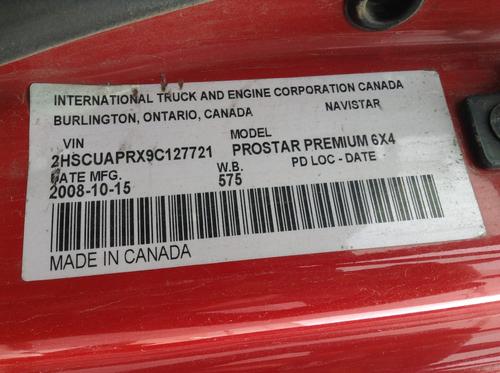 INTERNATIONAL TRUCK AND ENGINE CORPORATION CANADA
BURLINGTON, ONTARIO, CANADA NAVISTAR
VIN MODEL
2HSCUAPRX9C127721 PROSTAR PREMIUM 6X4
DATE MFG. W.B. PD LOC - DATE
2008-10-15 575
MADE IN CANADA